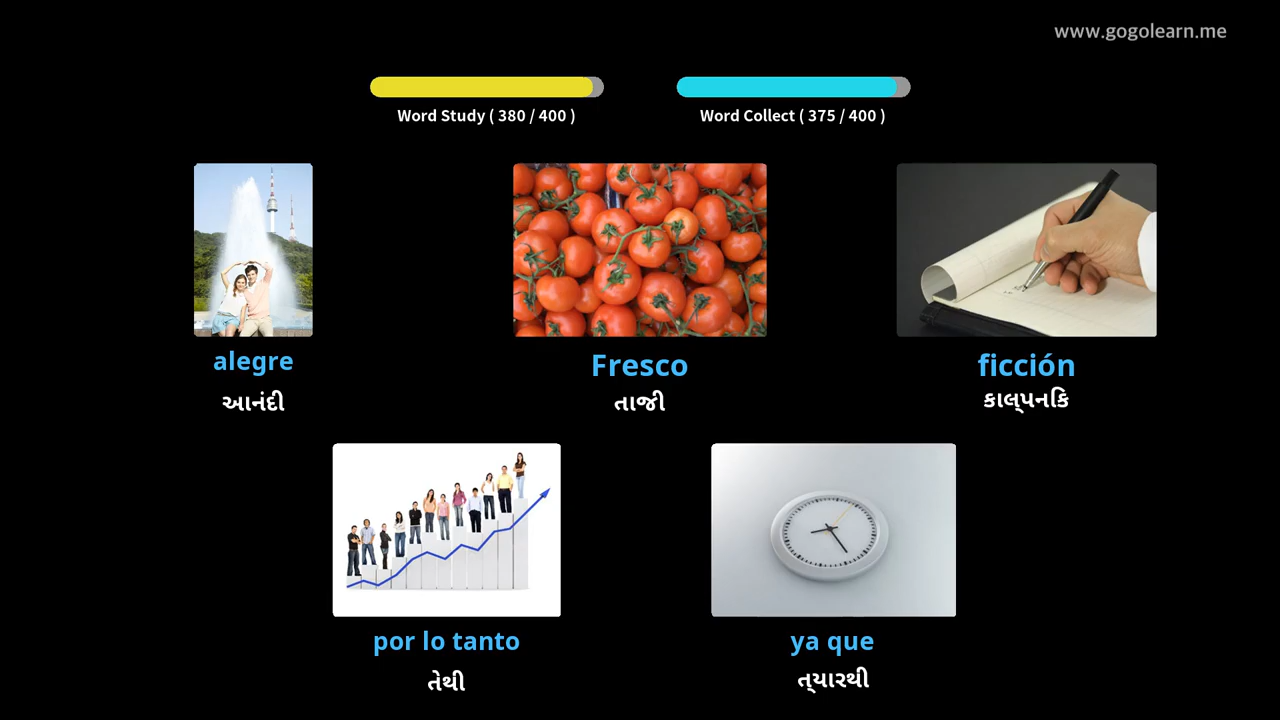 www.gogolearn.me
Word Study ( 380 / 400 )
Word Collect ( 375 / 400 )
alegre
આનંદી
Fresco
તાજી
ficción
કાલ્પનકિ
por lo tanto
તેથી
ya que
ત્યારથી